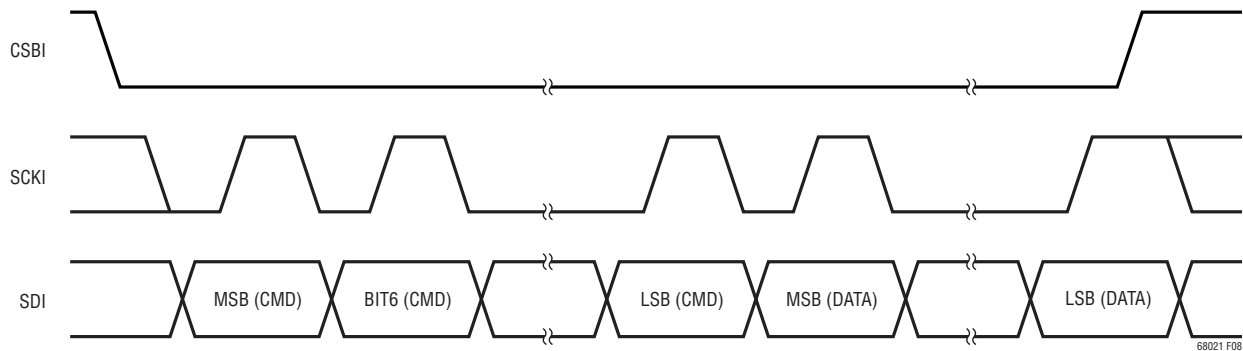 CSBI
SCKI
SDI MSB (CMD) BIT6 (CMD) LSB (CMD) MSB (DATA) LSB (DATA)
68021 F08